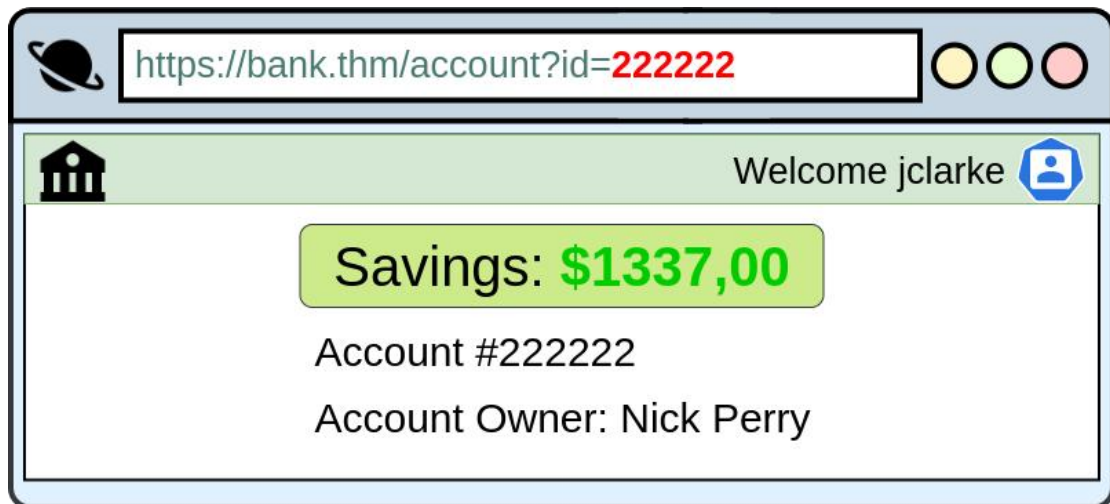 https://bank.thm/account?id=222222
Welcome jclarke
Savings: $1337,00
Account #222222
Account Owner: Nick Perry